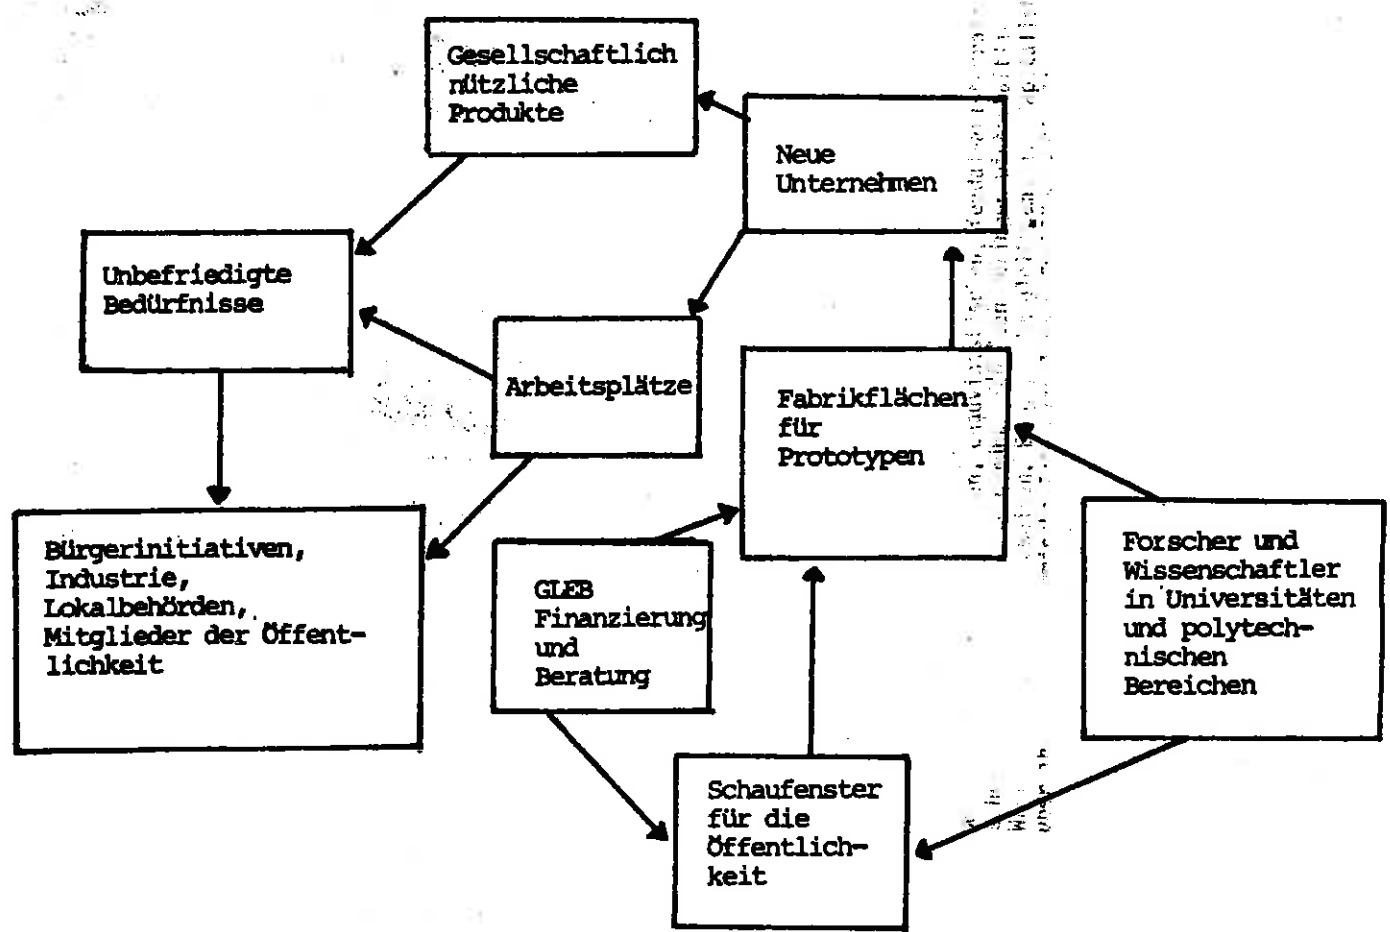 Gesellschaftlich
nützliche
Produkte
Neue
Unternehmen
Unbefriedigte
Bedürfnisse
Arbeitsplätze
Fabrikflächen
für
Prototypen
Bürgerinitiativen,
Industrie,
Lokalbehörden,
Mitglieder der Öffent-
lichkeit
GLEB
Finanzierung
und
Beratung
Forscher und
Wissenschaftler
in Universitäten
und polytech-
nischen
Bereichen
Schaufenster
für die
Öffentlich-
keit